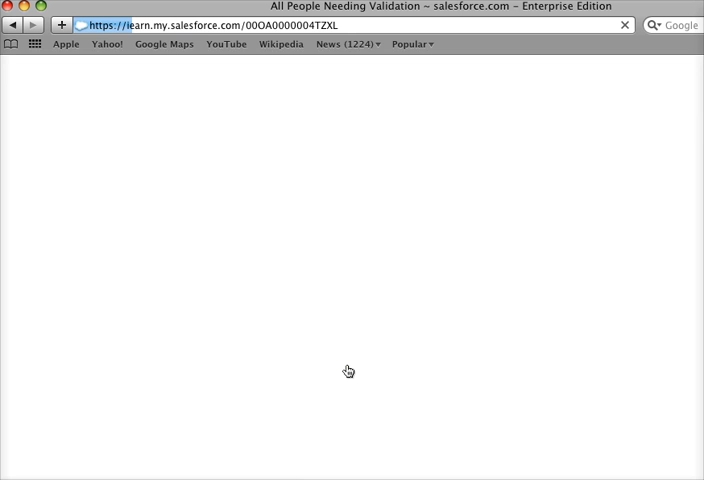 All People Needing Validation ~ salesforce.com – Enterprise Edition
https://iearn.my.salesforce.com/00OA0000004TZXL
Google
Apple Yahoo! Google Maps YouTube Wikipedia News (1224) Popular